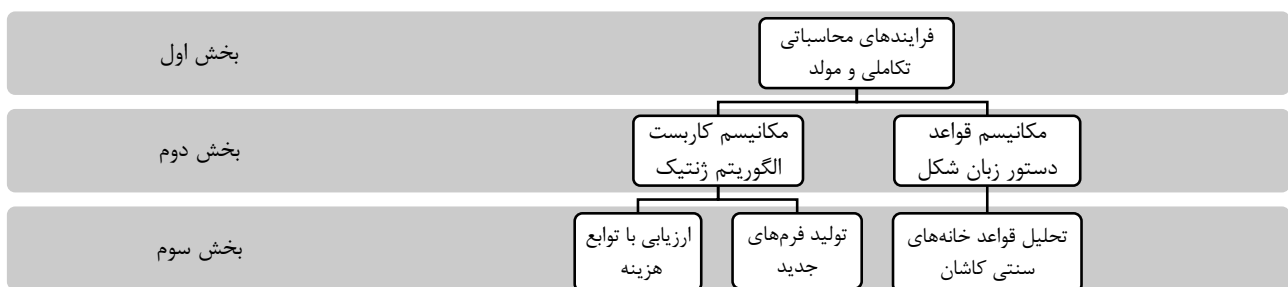 فرایندهای محاسباتی
تکاملی و مولد
بخش اول
مکانیسم قواعد
دستور زبان شکل
مکانیسم کاربست
الگوریتم ژنتیک
بخش دوم
تحلیل قواعد خانه‌های
سنتی کاشان
تولید فرم‌های
جدید
ارزیابی با توابع
هزینه
بخش سوم